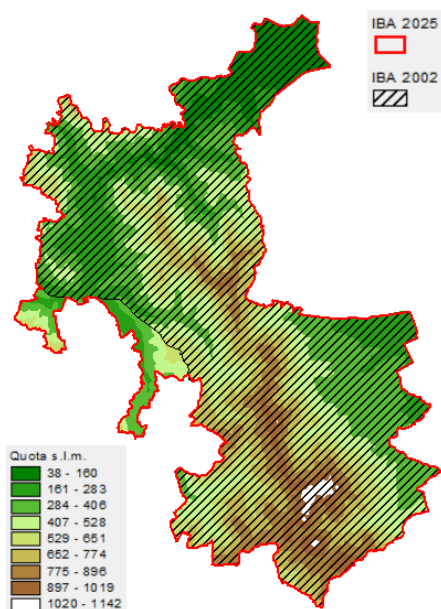 IBA 2025
IBA 2002
Quota s.l.m.
38 - 160
161 - 283
284 - 406
407 - 528
529 - 651
652 - 774
775 - 896
897 - 1019
1020 - 1142